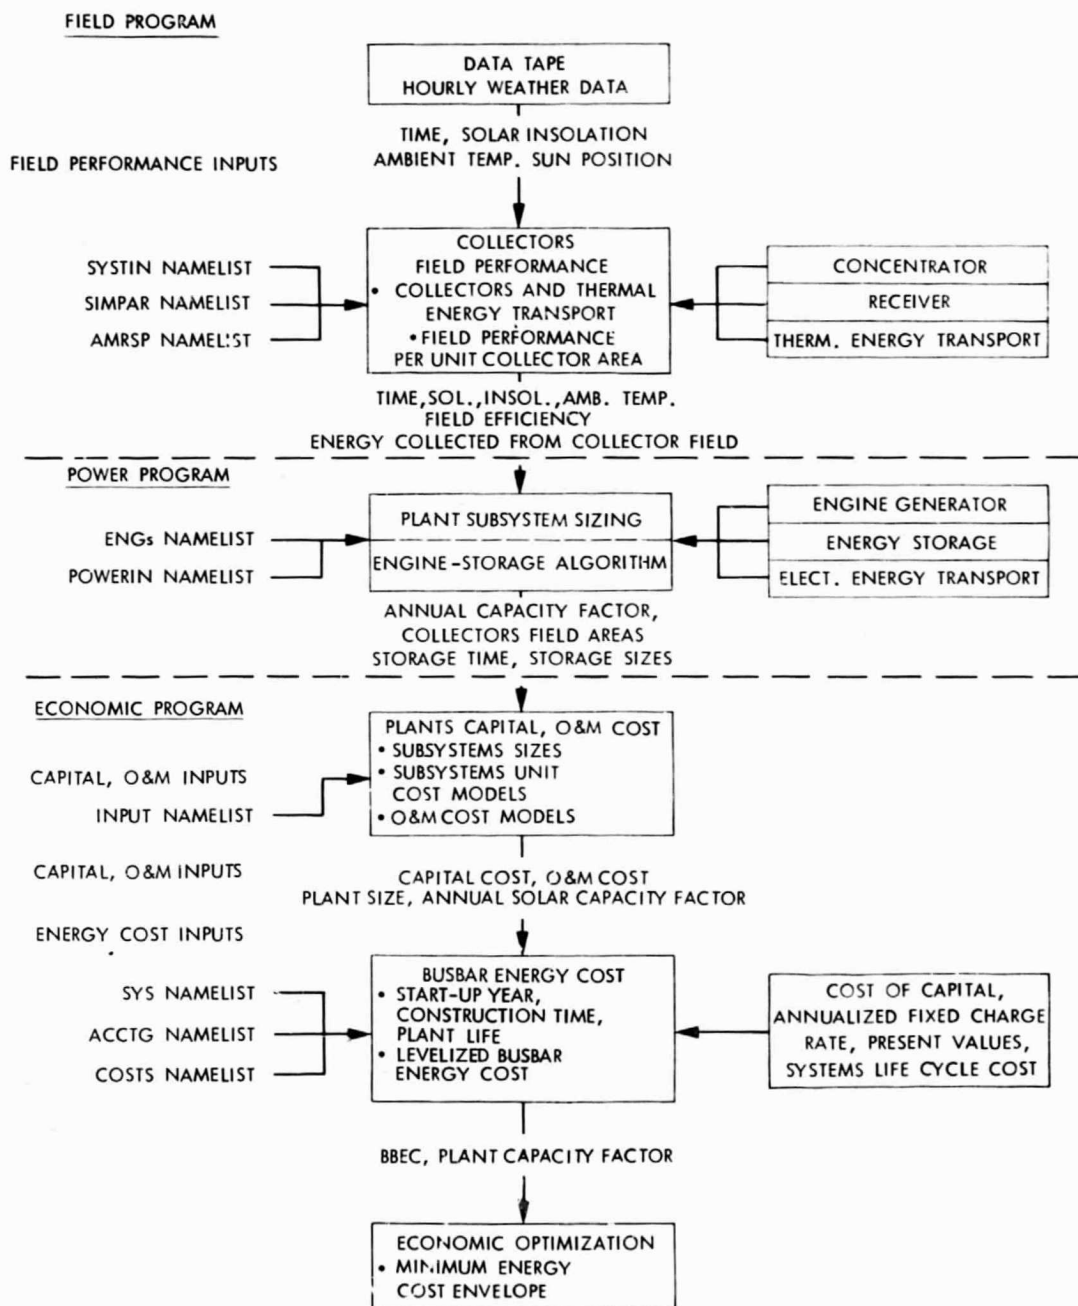 FIELD PROGRAM
DATA TAPE
HOURLY WEATHER DATA
TIME, SOLAR INSOLATION
AMBIENT TEMP. SUN POSITION
FIELD PERFORMANCE INPUTS
SYSTIN NAMELIST
SIMPAR NAMELIST
AMRSP NAMELIST
COLLECTORS
FIELD PERFORMANCE
• COLLECTORS AND THERMAL
ENERGY TRANSPORT
• FIELD PERFORMANCE
PER UNIT COLLECTOR AREA
CONCENTRATOR
RECEIVER
THERM. ENERGY TRANSPORT
TIME, SOL., INSOL., AMB. TEMP.
FIELD EFFICIENCY
ENERGY COLLECTED FROM COLLECTOR FIELD
POWER PROGRAM
ENGs NAMELIST
POWERIN NAMELIST
PLANT SUBSYSTEM SIZING
ENGINE-STORAGE ALGORITHM
ENGINE GENERATOR
ENERGY STORAGE
ELECT. ENERGY TRANSPORT
ANNUAL CAPACITY FACTOR,
COLLECTORS FIELD AREAS
STORAGE TIME, STORAGE SIZES
ECONOMIC PROGRAM
CAPITAL, O&M INPUTS
INPUT NAMELIST
PLANTS CAPITAL, O&M COST
• SUBSYSTEMS SIZES
• SUBSYSTEMS UNIT
COST MODELS
• O&M COST MODELS
CAPITAL, O&M INPUTS
CAPITAL COST, O&M COST
PLANT SIZE, ANNUAL SOLAR CAPACITY FACTOR
ENERGY COST INPUTS
SYS NAMELIST
ACCTG NAMELIST
COSTS NAMELIST
BUSBAR ENERGY COST
• START-UP YEAR,
CONSTRUCTION TIME,
PLANT LIFE
• LEVELIZED BUSBAR
ENERGY COST
COST OF CAPITAL,
ANNUALIZED FIXED CHARGE
RATE, PRESENT VALUES,
SYSTEMS LIFE CYCLE COST
BBEC, PLANT CAPACITY FACTOR
ECONOMIC OPTIMIZATION
• MINIMUM ENERGY
COST ENVELOPE